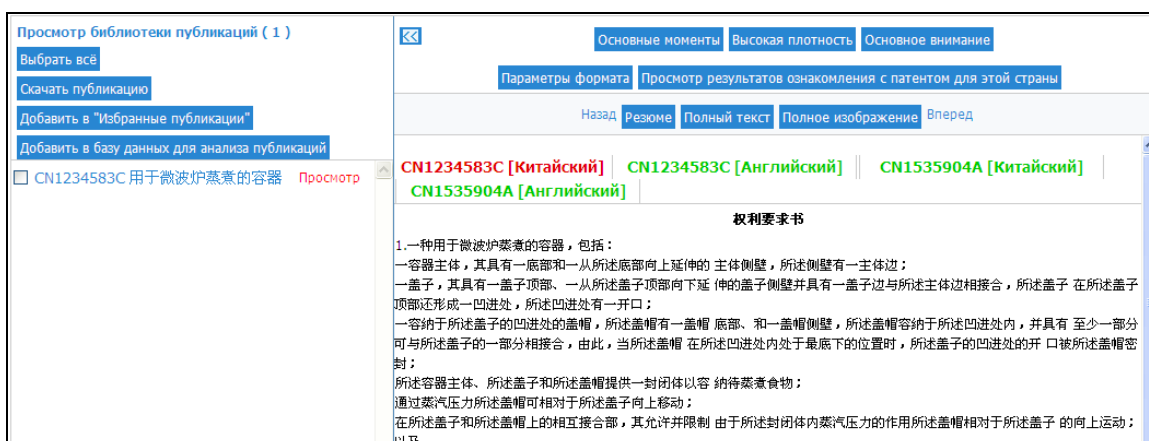 Просмотр библиотеки публикаций ( 1 )
Выбрать всё
Скачать публикацию
Добавить в "Избранные публикации"
Добавить в базу данных для анализа публикаций
CN1234583C 用于微波炉蒸煮的容器 Просмотр
<<
Основные моменты Высокая плотность Основное внимание
Параметры формата Просмотр результатов ознакомления с патентом для этой страны
Назад Резюме Полный текст Полное изображение Вперед
CN1234583C [Китайский] CN1234583C [Английский] CN1535904A [Китайский]
CN1535904A [Английский]
权利要求书
1.一种用于微波炉蒸煮的容器，包括：
一容器主体，其具有一底部和一从所述底部向上延伸的 主体侧壁，所述侧壁有一主体边；
一盖子，其具有一盖子顶部、一从所述盖子顶部向下延 伸的盖子侧壁并具有一盖子边与所述主体边相接合，所述盖子 在所述盖子
顶部还形成一凹进处，所述凹进处有一开口；
一容纳于所述盖子的凹进处的盖帽，所述盖帽有一盖帽 底部、和一盖帽侧壁，所述盖帽容纳于所述凹进处内，并具有 至少一部分
可与所述盖子的一部分相接合，由此，当所述盖帽 在所述凹进处内处于最底下的位置时，所述盖子的凹进处的开 口被所述盖帽密
封；
所述容器主体、所述盖子和所述盖帽提供一封闭体以容 纳待蒸煮食物；
通过蒸汽压力所述盖帽可相对于所述盖子向上移动；
在所述盖子和所述盖帽上的相互接合部，其允许并限制 由于所述封闭体内蒸汽压力的作用所述盖帽相对于所述盖子 的向上运动；
以及